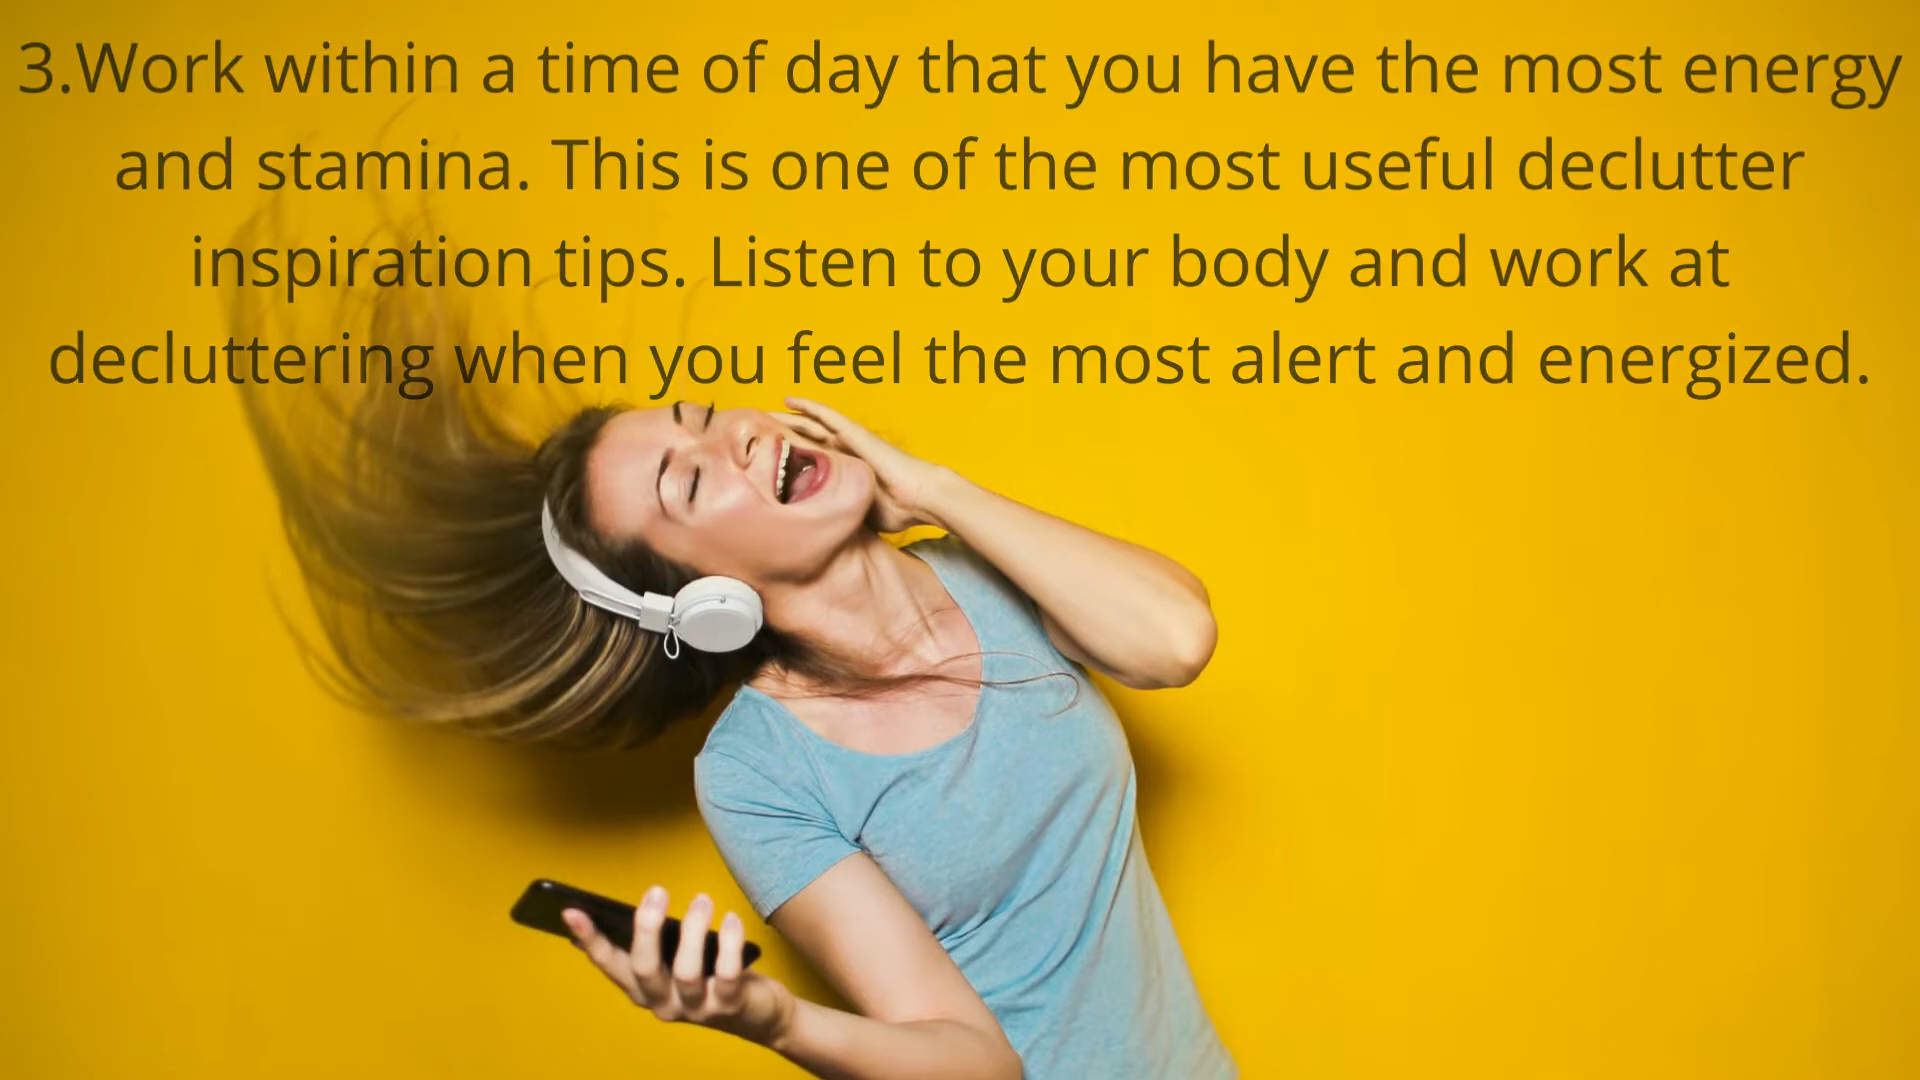 3.Work within a time of day that you have the most energy
and stamina. This is one of the most useful declutter
inspiration tips. Listen to your body and work at
decluttering when you feel the most alert and energized.